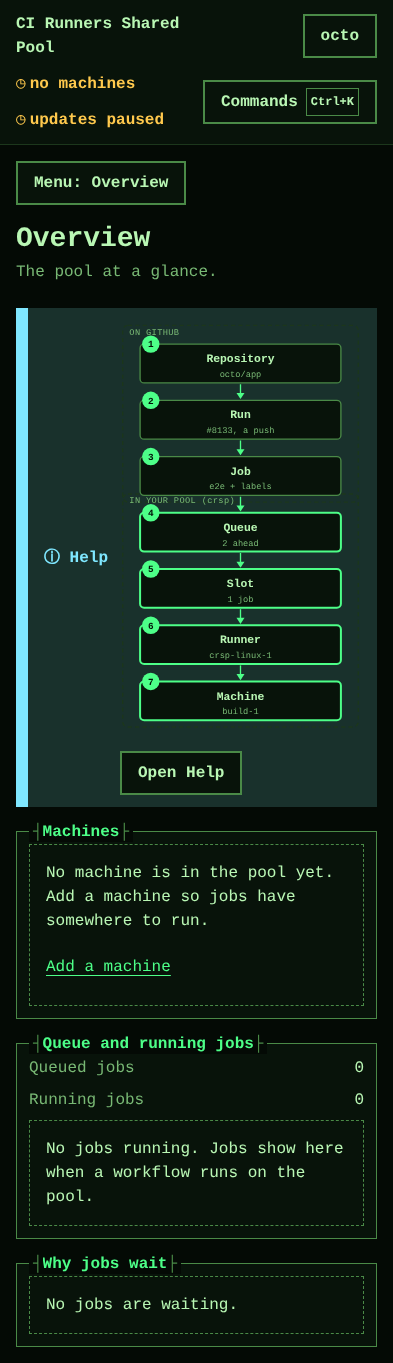 CI Runners Shared
Pool
octo
◷ no machines
◷ updates paused
Commands Ctrl+K
Menu: Overview
Overview
The pool at a glance.
ⓘ Help
ON GITHUB
1
Repository
octo/app
2
Run
#8133, a push
3
Job
e2e + labels
IN YOUR POOL (crsp)
4
Queue
2 ahead
5
Slot
1 job
6
Runner
crsp-linux-1
7
Machine
build-1
Open Help
┤Machines├
No machine is in the pool yet.
Add a machine so jobs have
somewhere to run.
Add a machine
┤Queue and running jobs├
Queued jobs 0
Running jobs 0
No jobs running. Jobs show here
when a workflow runs on the
pool.
┤Why jobs wait├
No jobs are waiting.